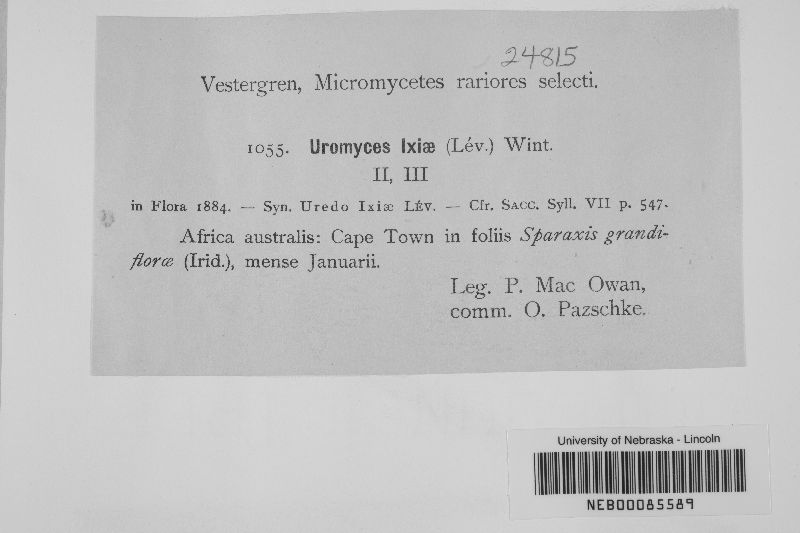 24815
Vestergren, Micromycetes rariores selecti.
1055. Uromyces Ixiæ (Lév.) Wint.
II, III
in Flora 1884. — Syn. Uredo Ixiæ Lév. — Cfr. Sacc. Syll. VII p. 547.
Africa australis: Cape Town in foliis Sparaxis grandi-
floræ (Irid.), mense Januarii.
Leg. P. Mac Owan,
comm. O. Pazschke.
University of Nebraska - Lincoln
NEB00085589